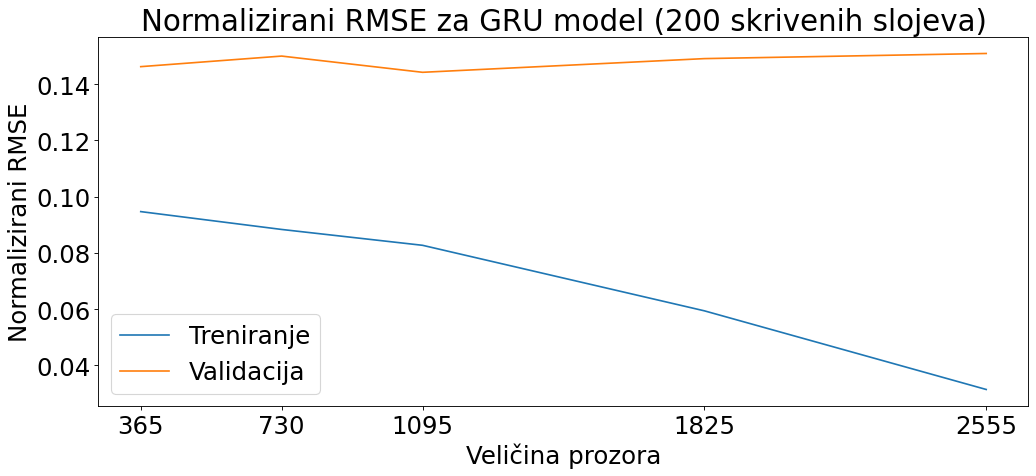 Normalizirani RMSE za GRU model (200 skrivenih slojeva)
Normalizirani RMSE
0.14
0.12
0.10
0.08
0.06
0.04
Treniranje
Validacija
365 730 1095 1825 2555
Veličina prozora